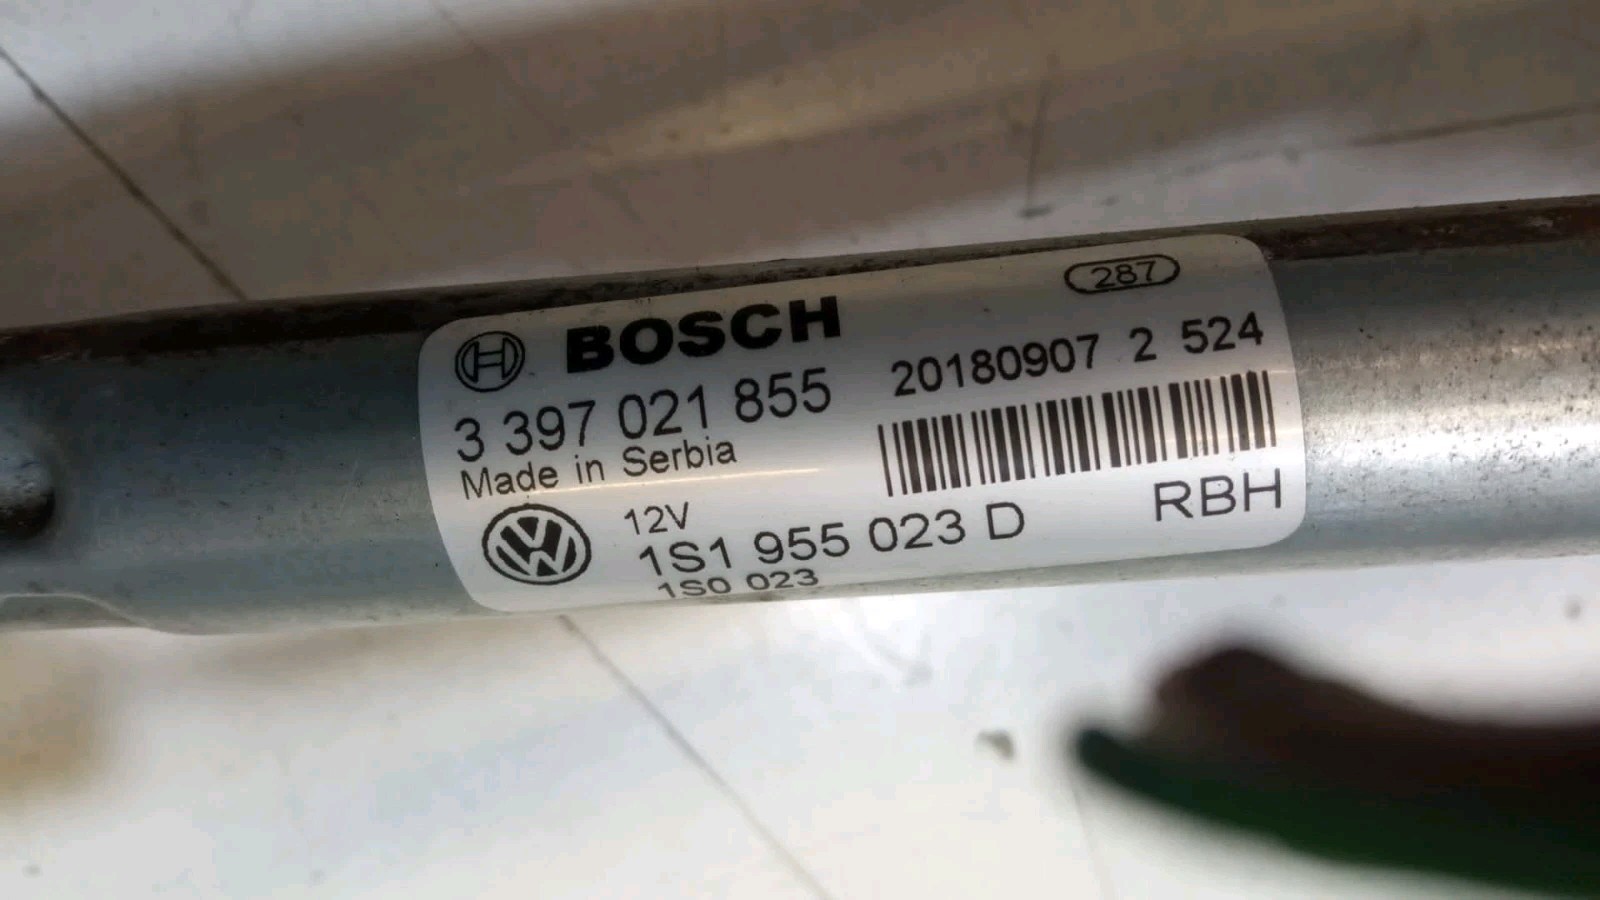 287
BOSCH
3 397 021 855
20180907 2 524
Made in Serbia
12V
1S1 955 023 D
RBH
1S0 023